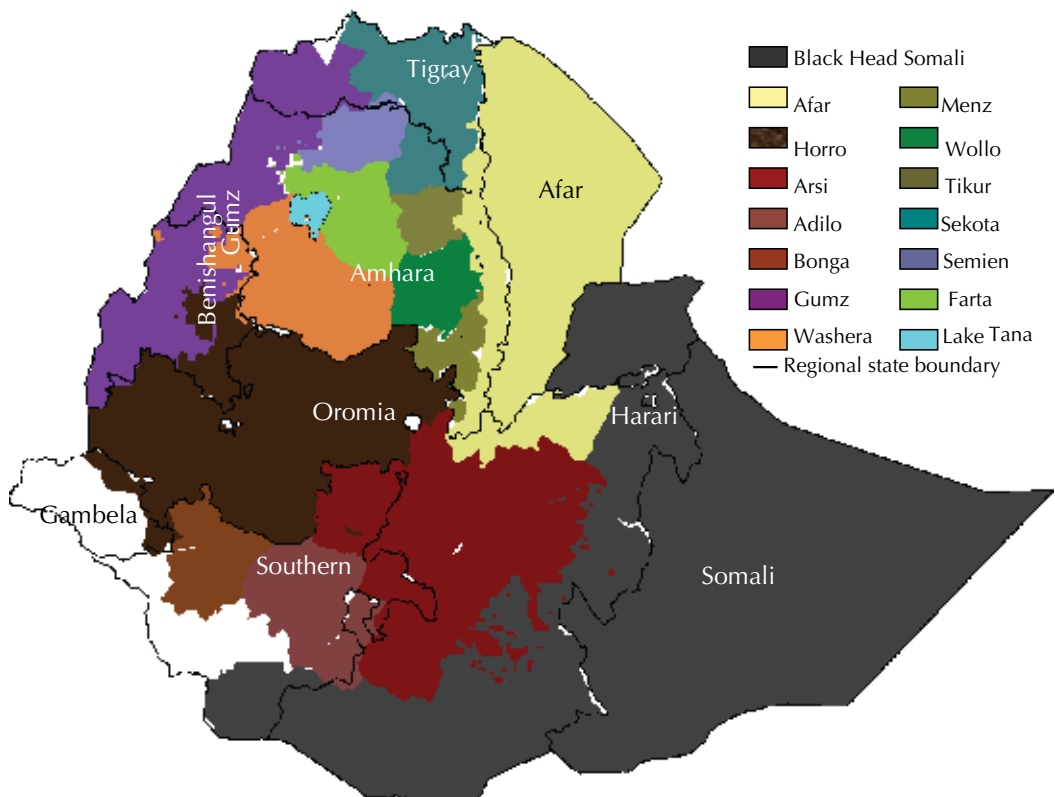 Tigray
Afar
Benishangul
Gumz
Amhara
Oromia
Harari
Gambela
Southern
Somali
Black Head Somali
Afar
Menz
Horro
Wollo
Arsi
Tikur
Adilo
Sekota
Bonga
Semien
Gumz
Farta
Washera
Lake Tana
Regional state boundary